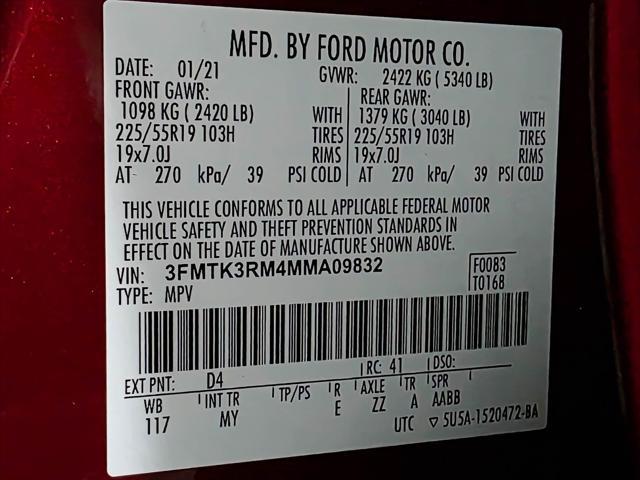 MFD. BY FORD MOTOR CO.
DATE: 01/21 GVWR: 2422 KG ( 5340 LB)
FRONT GAWR: REAR GAWR:
1098 KG ( 2420 LB) WITH 1379 KG ( 3040 LB) WITH
225/55R19 103H TIRES 225/55R19 103H TIRES
19x7.0J RIMS 19x7.0J RIMS
AT 270 kPa/ 39 PSI COLD AT 270 kPa/ 39 PSI COLD
THIS VEHICLE CONFORMS TO ALL APPLICABLE FEDERAL MOTOR
VEHICLE SAFETY AND THEFT PREVENTION STANDARDS IN
EFFECT ON THE DATE OF MANUFACTURE SHOWN ABOVE.
VIN: 3FMTK3RM4MMA09832 F0083
TYPE: MPV T0168
EXT PNT: D4 RC: 41 DSO:
WB INT TR TP/PS R AXLE TR SPR
117 MY E ZZ A AABB
UTC ▽ 5U5A-1520472-BA